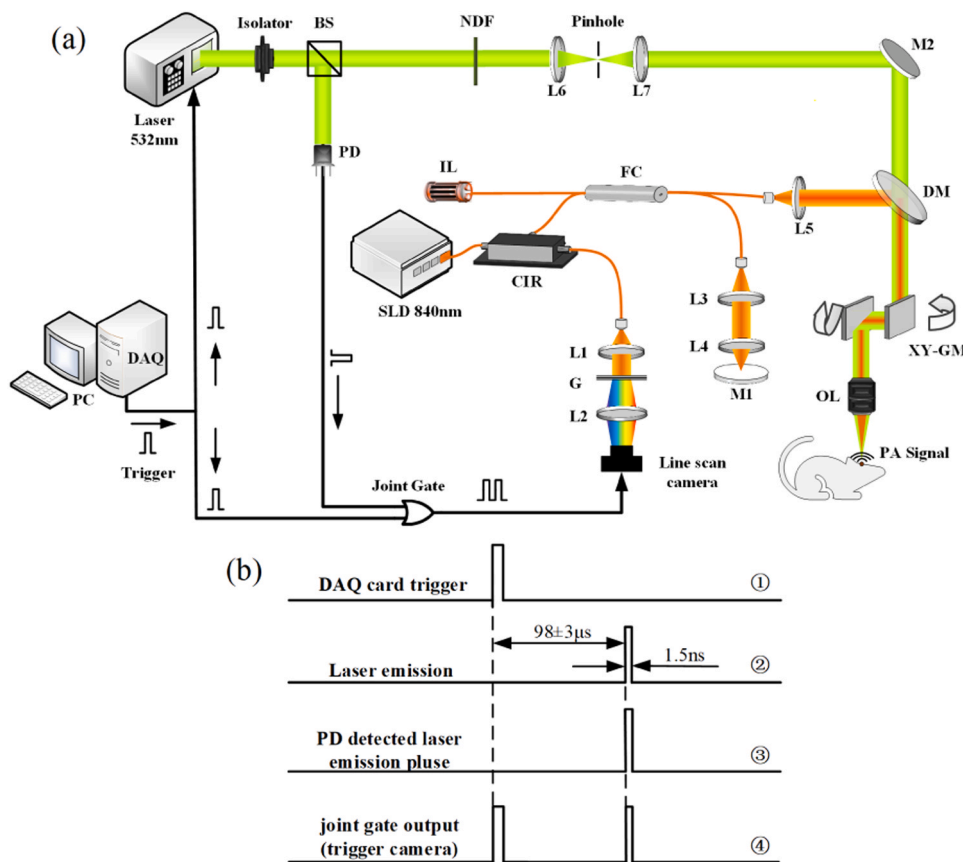 (a)
Isolator
BS
NDF
Pinhole
M2
L6
L7
Laser
532nm
PD
IL
FC
DM
L5
CIR
SLD 840nm
L3
L4
M1
XY-GM
L1
G
L2
OL
DAQ
PC
Trigger
PA Signal
Line scan
camera
Joint Gate
(b)
DAQ card trigger
①
98±3μs
1.5ns
Laser emission
②
PD detected laser
emission pluse
③
joint gate output
(trigger camera)
④